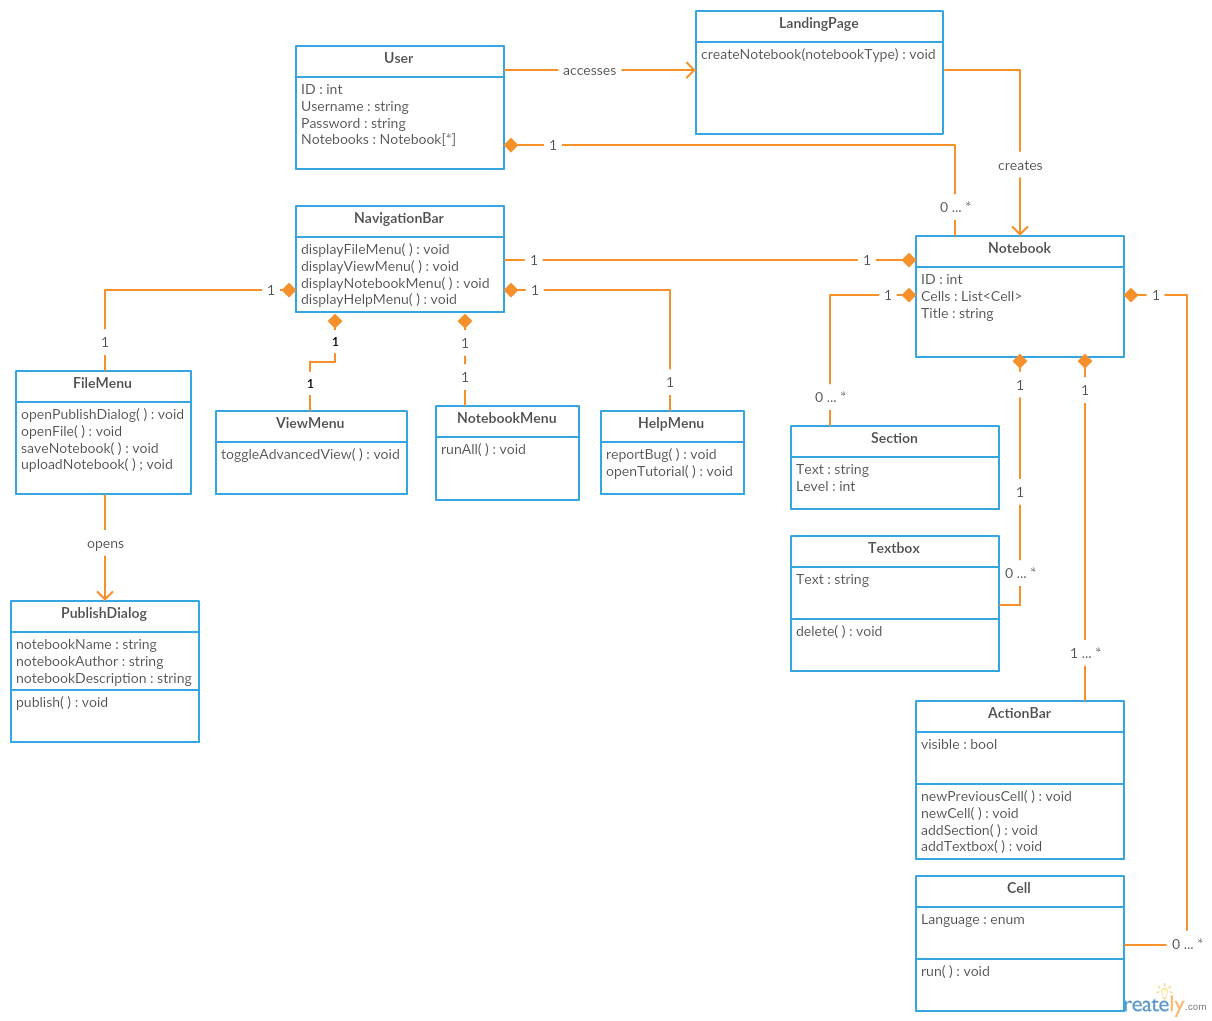 LandingPage
createNotebook(notebookType) : void
User
ID : int
Username : string
Password : string
Notebooks : Notebook[*]
accesses
1
creates
0 ... *
NavigationBar
displayFileMenu( ) : void
displayViewMenu( ) : void
displayNotebookMenu( ) : void
displayHelpMenu( ) : void
1
1
Notebook
ID : int
Cells : List<Cell>
Title : string
1
1
1
1
1
1
1
1
1
1
1
1
FileMenu
openPublishDialog( ) : void
openFile( ) : void
saveNotebook( ) : void
uploadNotebook( ) ; void
ViewMenu
toggleAdvancedView( ) : void
NotebookMenu
runAll( ) : void
HelpMenu
reportBug( ) : void
openTutorial( ) : void
0 ... *
Section
Text : string
Level : int
1
opens
Textbox
Text : string
delete( ) : void
0 ... *
PublishDialog
notebookName : string
notebookAuthor : string
notebookDescription : string
publish( ) : void
1 ... *
ActionBar
visible : bool
newPreviousCell( ) : void
newCell( ) : void
addSection( ) : void
addTextbox( ) : void
Cell
Language : enum
run( ) : void
0 ... *
reately.com